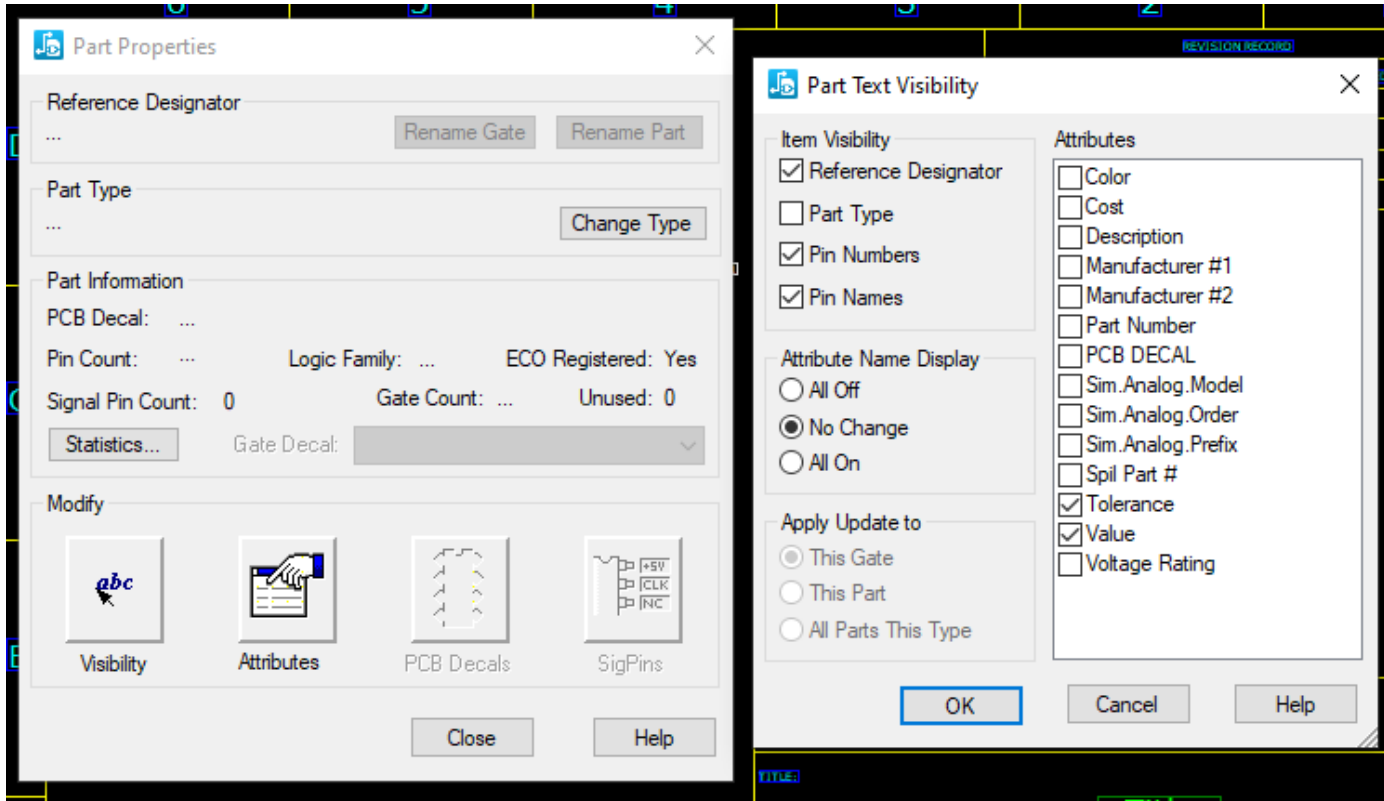 6 5 4 3 2
REVISION RECORD
Part Properties
Reference Designator
...
Rename Gate Rename Part
Part Type
...
Change Type
Part Information
PCB Decal: ...
Pin Count: ... Logic Family: ... ECO Registered: Yes
Signal Pin Count: 0 Gate Count: ... Unused: 0
Statistics... Gate Decal:
Modify
abc
+5V
CLK
NC
Visibility Attributes PCB Decals SigPins
Close Help
Part Text Visibility
Item Visibility
Reference Designator
Part Type
Pin Numbers
Pin Names
Attribute Name Display
All Off
No Change
All On
Apply Update to
This Gate
This Part
All Parts This Type
Attributes
Color
Cost
Description
Manufacturer #1
Manufacturer #2
Part Number
PCB DECAL
Sim.Analog.Model
Sim.Analog.Order
Sim.Analog.Prefix
Spil Part #
Tolerance
Value
Voltage Rating
OK Cancel Help
TITLE: